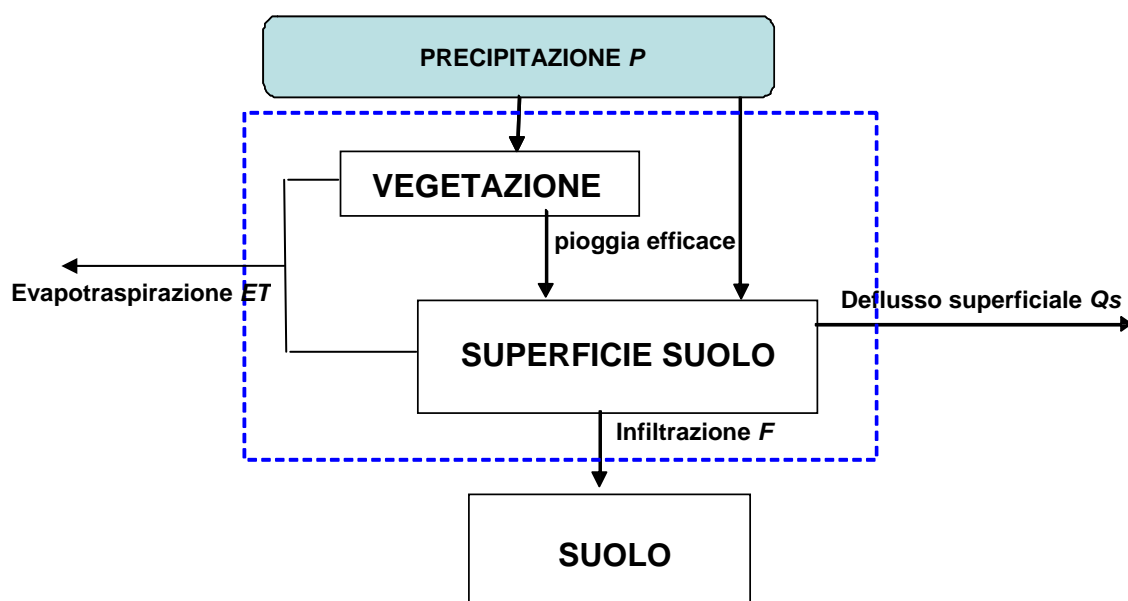 PRECIPITAZIONE P
VEGETAZIONE
pioggia efficace
Evapotraspirazione ET
Deflusso superficiale Qs
SUPERFICIE SUOLO
Infiltrazione F
SUOLO